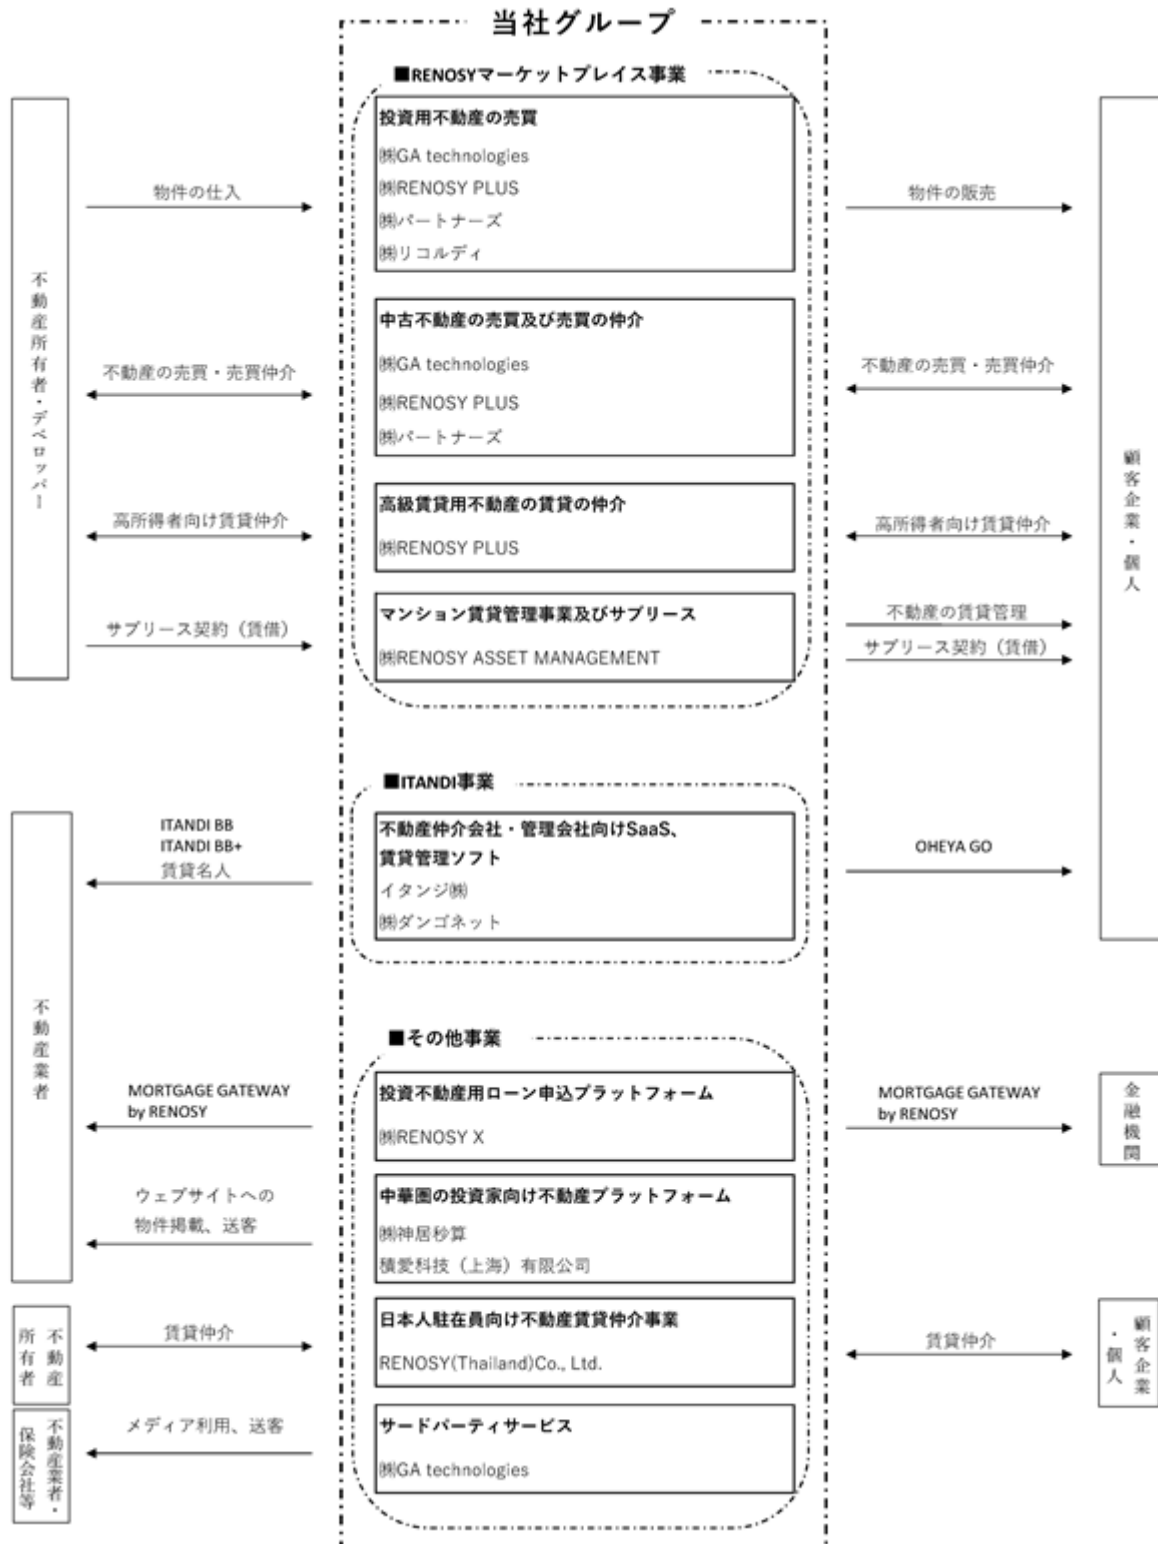 当社グループ
■RENOSYマーケットプレイス事業
投資用不動産の売買
㈱GA technologies
㈱RENOSY PLUS
㈱パートナーズ
㈱リコルディ
物件の仕入
物件の販売
不動産所有者・デベロッパー
顧客企業・個人
中古不動産の売買及び売買の仲介
㈱GA technologies
㈱RENOSY PLUS
㈱パートナーズ
不動産の売買・売買仲介
不動産の売買・売買仲介
高級賃貸用不動産の賃貸の仲介
㈱RENOSY PLUS
高所得者向け賃貸仲介
高所得者向け賃貸仲介
マンション賃貸管理事業及びサブリース
㈱RENOSY ASSET MANAGEMENT
サブリース契約（賃借）
不動産の賃貸管理
サブリース契約（賃借）
■ITANDI事業
不動産仲介会社・管理会社向けSaaS、
賃貸管理ソフト
イタンジ㈱
㈱ダンゴネット
ITANDI BB
ITANDI BB+
賃貸名人
OHEYA GO
不動産業者
■その他事業
投資不動産用ローン申込プラットフォーム
㈱RENOSY X
MORTGAGE GATEWAY
by RENOSY
MORTGAGE GATEWAY
by RENOSY
金融機関
中華圏の投資家向け不動産プラットフォーム
㈱神居秒算
積愛科技（上海）有限公司
ウェブサイトへの
物件掲載、送客
日本人駐在員向け不動産賃貸仲介事業
RENOSY(Thailand)Co., Ltd.
賃貸仲介
賃貸仲介
不動産
所有者
顧客企業
・個人
サードパーティサービス
㈱GA technologies
メディア利用、送客
不動産業者・
保険会社等